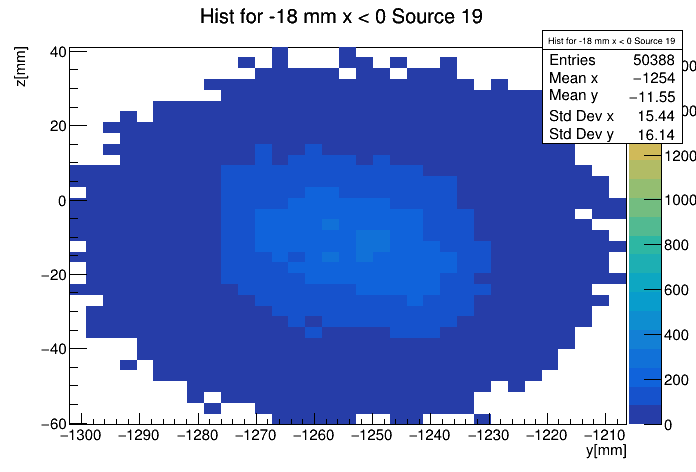 Hist for -18 mm x < 0 Source 19
Hist for -18 mm x < 0 Source 19
Entries 50388
Mean x −1254
Mean y −11.55
Std Dev x 15.44
Std Dev y 16.14
z[mm]
40
20
0
−20
−40
−60
−1300 −1290 −1280 −1270 −1260 −1250 −1240 −1230 −1220 −1210
y[mm]
1200
1000
800
600
400
200
0